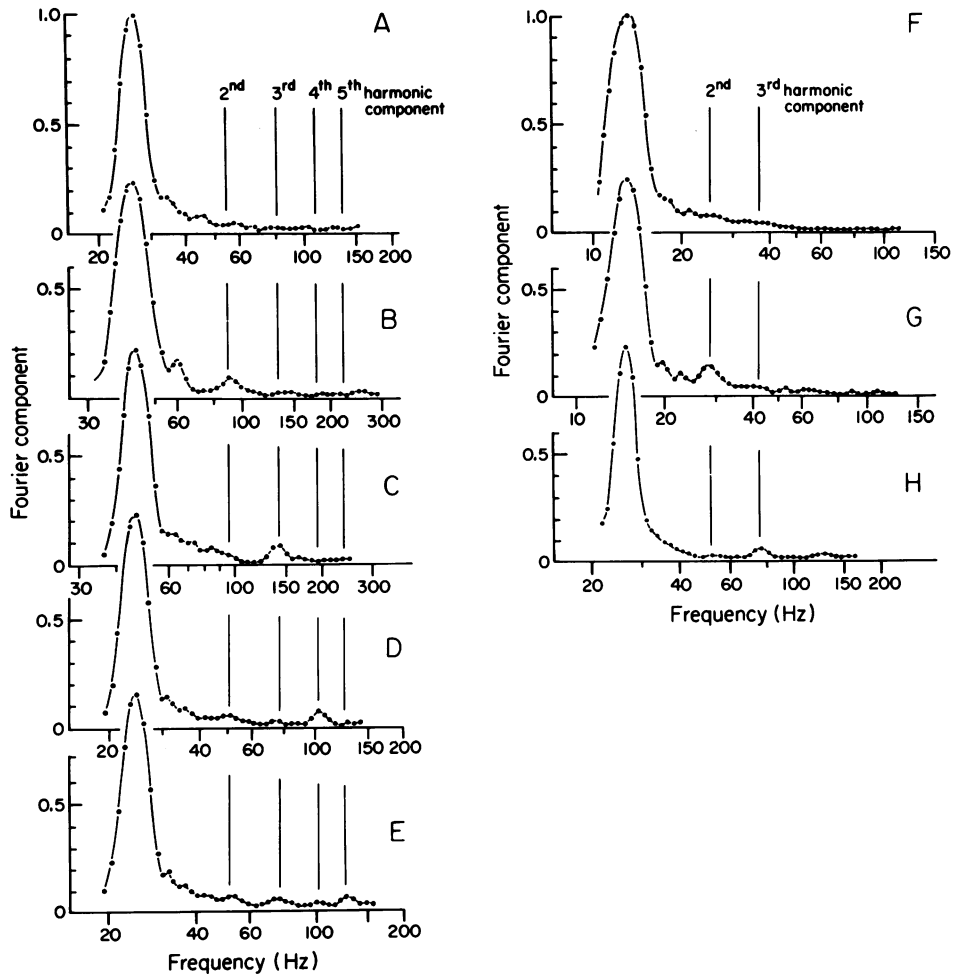 A
1.0
0.5
0
2nd 3rd 4th 5th harmonic
component
20 40 60 100 150 200
B
0.5
30 60 100 150 200 300
C
0.5
0
30 60 100 150 200 300
D
0.5
0
20 40 60 100 150 200
E
0.5
0
20 40 60 100 200
Frequency (Hz)
Fourier component
F
1.0
0.5
0
2nd 3rd harmonic
component
10 20 40 60 100 150
G
0.5
0
10 20 40 60 100 150
H
0.5
0
20 40 60 100 150 200
Frequency (Hz)
Fourier component